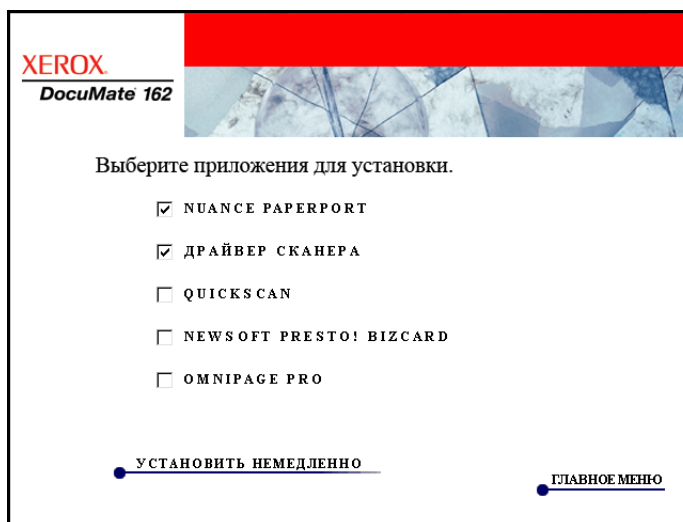 XEROX.
DocuMate 162
Выберите приложения для установки.
NUANCE PAPERPORT
ДРАЙВЕР СКАНЕРА
QUICKSCAN
NEWSOFT PRESTO! BIZCARD
OMNIPAGE PRO
УСТАНОВИТЬ НЕМЕДЛЕННО
ГЛАВНОЕ МЕНЮ